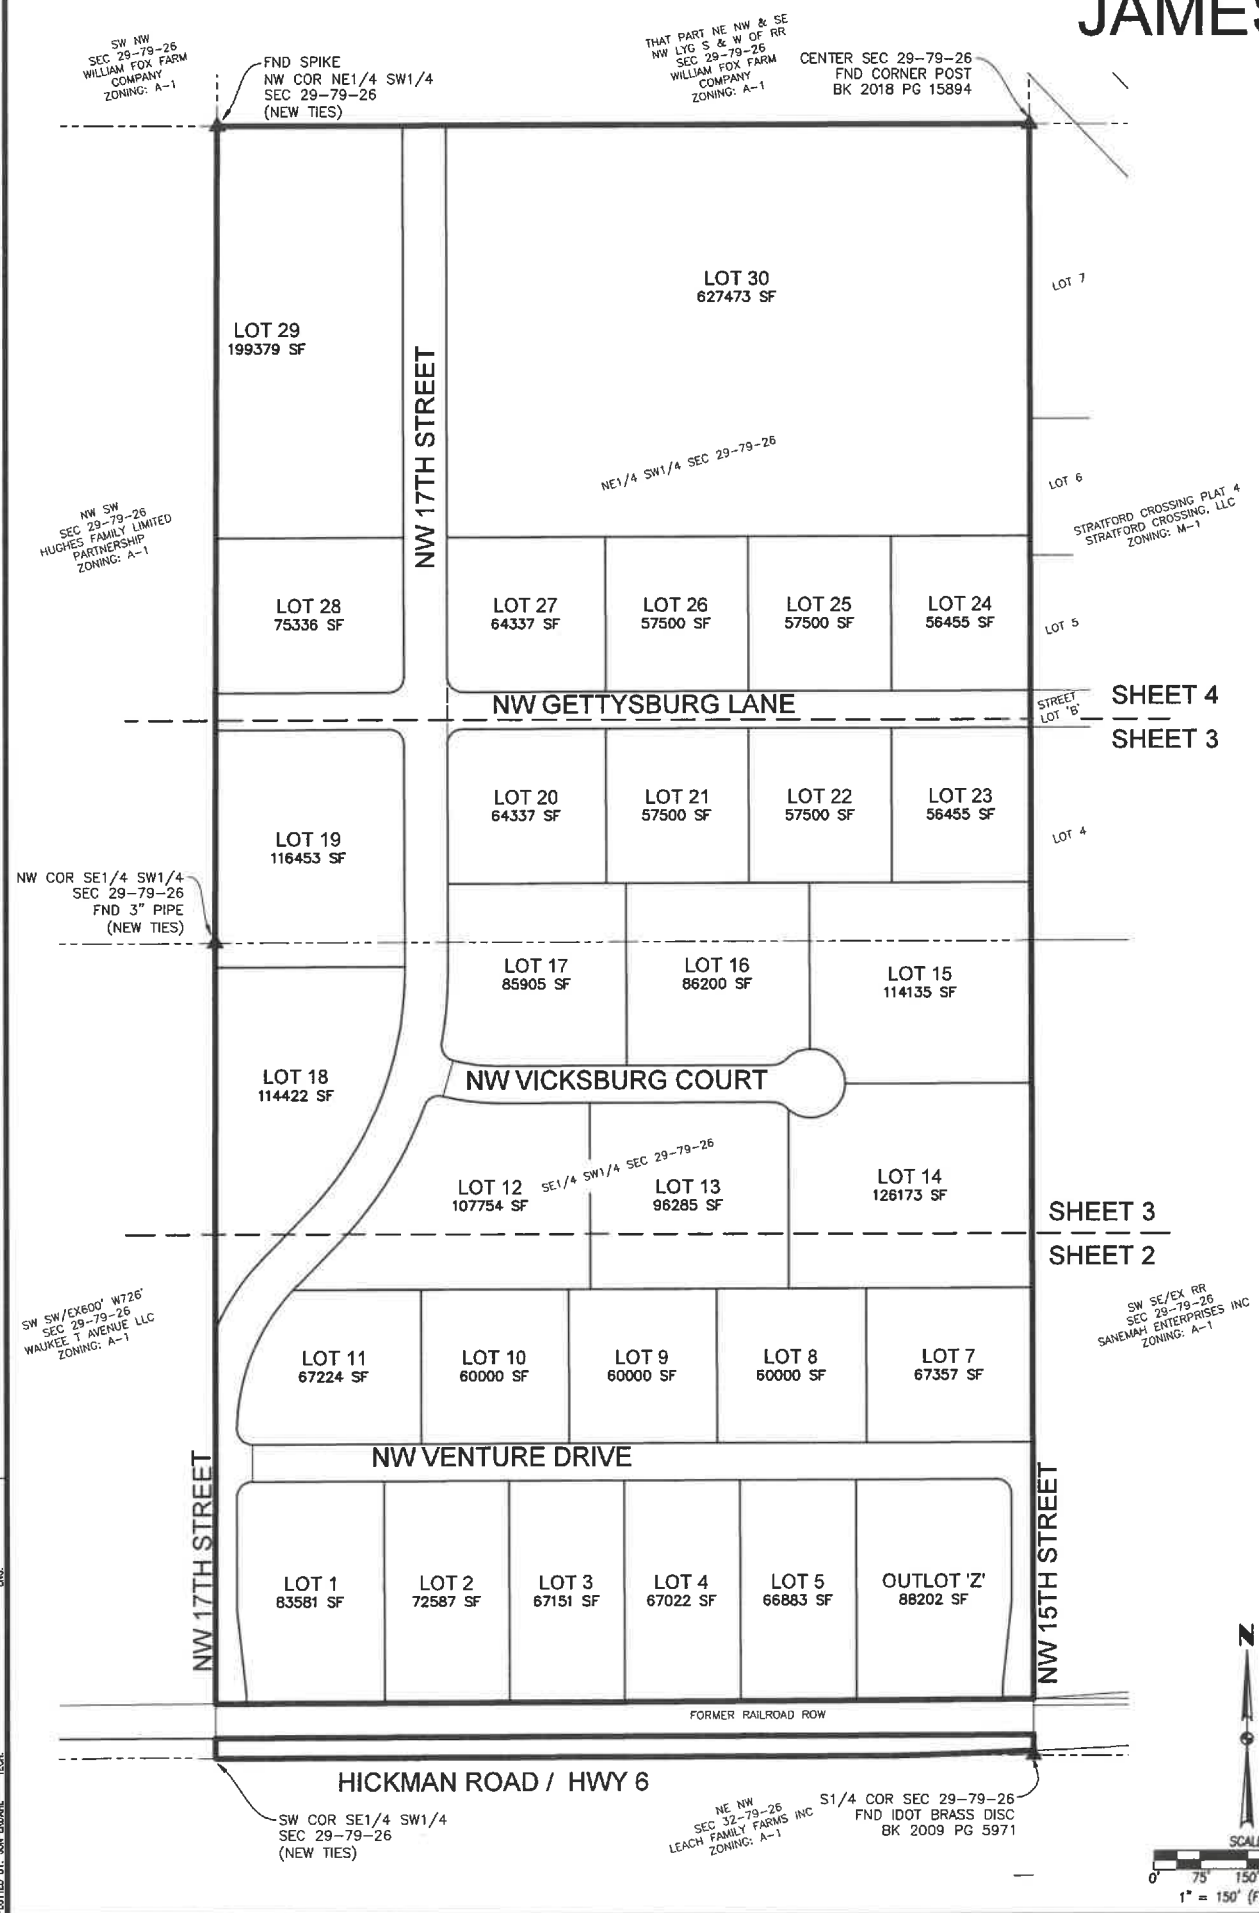 JAMES
SW NW
SEC 29-79-26
WILLIAM FOX FARM
COMPANY
ZONING: A-1
FND SPIKE
NW COR NE1/4 SW1/4
SEC 29-79-26
(NEW TIES)
THAT PART NE NW & SE
NW LYG S & W OF RR
SEC 29-79-26
WILLIAM FOX FARM
COMPANY
ZONING: A-1
CENTER SEC 29-79-26
FND CORNER POST
BK 2018 PG 15894
LOT 30
627473 SF
LOT 7
LOT 29
199379 SF
NW 17TH STREET
NE1/4 SW1/4 SEC 29-79-26
LOT 6
STRATFORD CROSSING PLAT 4
STRATFORD CROSSING, LLC
ZONING: M-1
NW SW
SEC 29-79-26
HUGHES FAMILY LIMITED
PARTNERSHIP
ZONING: A-1
LOT 28
75336 SF
LOT 27
64337 SF
LOT 26
57500 SF
LOT 25
57500 SF
LOT 24
56455 SF
LOT 5
NW GETTYSBURG LANE
STREET
LOT 'B'
SHEET 4
SHEET 3
LOT 20
64337 SF
LOT 21
57500 SF
LOT 22
57500 SF
LOT 23
56455 SF
LOT 4
LOT 19
116453 SF
NW COR SE1/4 SW1/4
SEC 29-79-26
FND 3" PIPE
(NEW TIES)
LOT 17
85905 SF
LOT 16
86200 SF
LOT 15
114135 SF
LOT 18
114422 SF
NW VICKSBURG COURT
LOT 12
107754 SF
SE1/4 SW1/4 SEC 29-79-26
LOT 13
96285 SF
LOT 14
126173 SF
SHEET 3
SHEET 2
SW SW/EX600' W726'
SEC 29-79-26
WAUKEE T AVENUE LLC
ZONING: A-1
SW SE/EX RR
SEC 29-79-26
SANEMAH ENTERPRISES INC
ZONING: A-1
LOT 11
67224 SF
LOT 10
60000 SF
LOT 9
60000 SF
LOT 8
60000 SF
LOT 7
67357 SF
NW VENTURE DRIVE
NW 17TH STREET
NW 15TH STREET
LOT 1
83581 SF
LOT 2
72587 SF
LOT 3
67151 SF
LOT 4
67022 SF
LOT 5
66883 SF
OUTLOT 'Z'
88202 SF
FORMER RAILROAD ROW
HICKMAN ROAD / HWY 6
SW COR SE1/4 SW1/4
SEC 29-79-26
(NEW TIES)
NE NW
SEC 32-79-26
LEACH FAMILY FARMS INC
ZONING: A-1
S1/4 COR SEC 29-79-26
FND IDOT BRASS DISC
BK 2009 PG 5971
N
SCALE
0' 75' 150'
1" = 150' (F